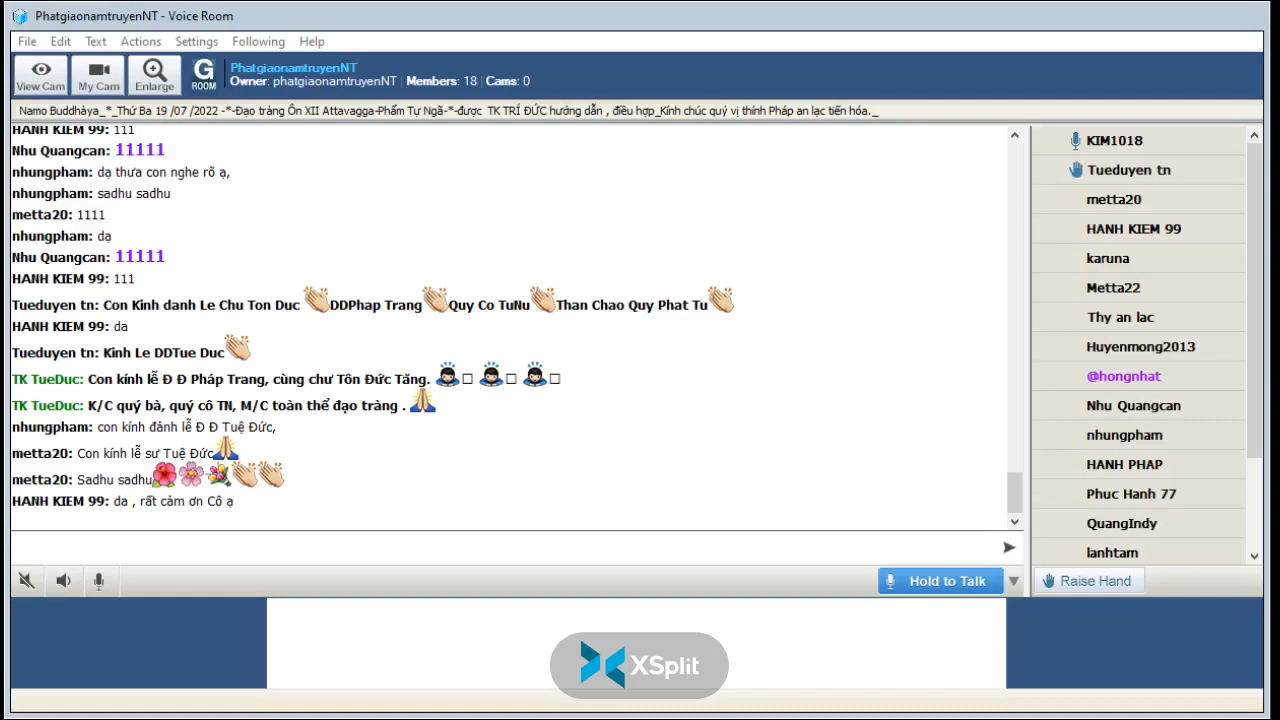 PhatgiaonamtruyenNT - Voice Room
File Edit Text Actions Settings Following Help
View Cam
My Cam
Enlarge
G ROOM
PhatgiaonamtruyenNT
Owner: phatgiaonamtruyenNT | Members: 18 | Cams: 0
Namo Buddhàya_*_Thứ Ba 19 /07 /2022 -*-Đạo tràng Ôn XII Attavagga-Phẩm Tự Ngã-*-được TK TRÍ ĐỨC hướng dẫn , điều hợp_Kính chúc quý vị thính Pháp an lạc tiến hóa._
HANH KIEM 99: 111
Nhu Quangcan: 11111
nhungpham: dạ thưa con nghe rõ ạ,
nhungpham: sadhu sadhu
metta20: 1111
nhungpham: dạ
Nhu Quangcan: 11111
HANH KIEM 99: 111
Tueduyen tn: Con Kinh danh Le Chu Ton Duc 👏DDPhap Trang👏Quy Co TuNu👏Than Chao Quy Phat Tu👏
HANH KIEM 99: da
Tueduyen tn: Kinh Le DDTue Duc👏
TK TueDuc: Con kính lễ Đ Đ Pháp Trang, cùng chư Tôn Đức Tăng. 🙇□ 🙇□ 🙇□
TK TueDuc: K/C quý bà, quý cô TN, M/C toàn thể đạo tràng . 🙏
nhungpham: con kính đảnh lễ Đ Đ Tuệ Đức,
metta20: Con kính lễ sư Tuệ Đức🙏
metta20: Sadhu sadhu🌺🌸💐👏👏
HANH KIEM 99: da , rất cảm ơn Cô ạ
KIM1018
Tueduyen tn
metta20
HANH KIEM 99
karuna
Metta22
Thy an lac
Huyenmong2013
@hongnhat
Nhu Quangcan
nhungpham
HANH PHAP
Phuc Hanh 77
QuangIndy
lanhtam
Hold to Talk
Raise Hand
XSplit